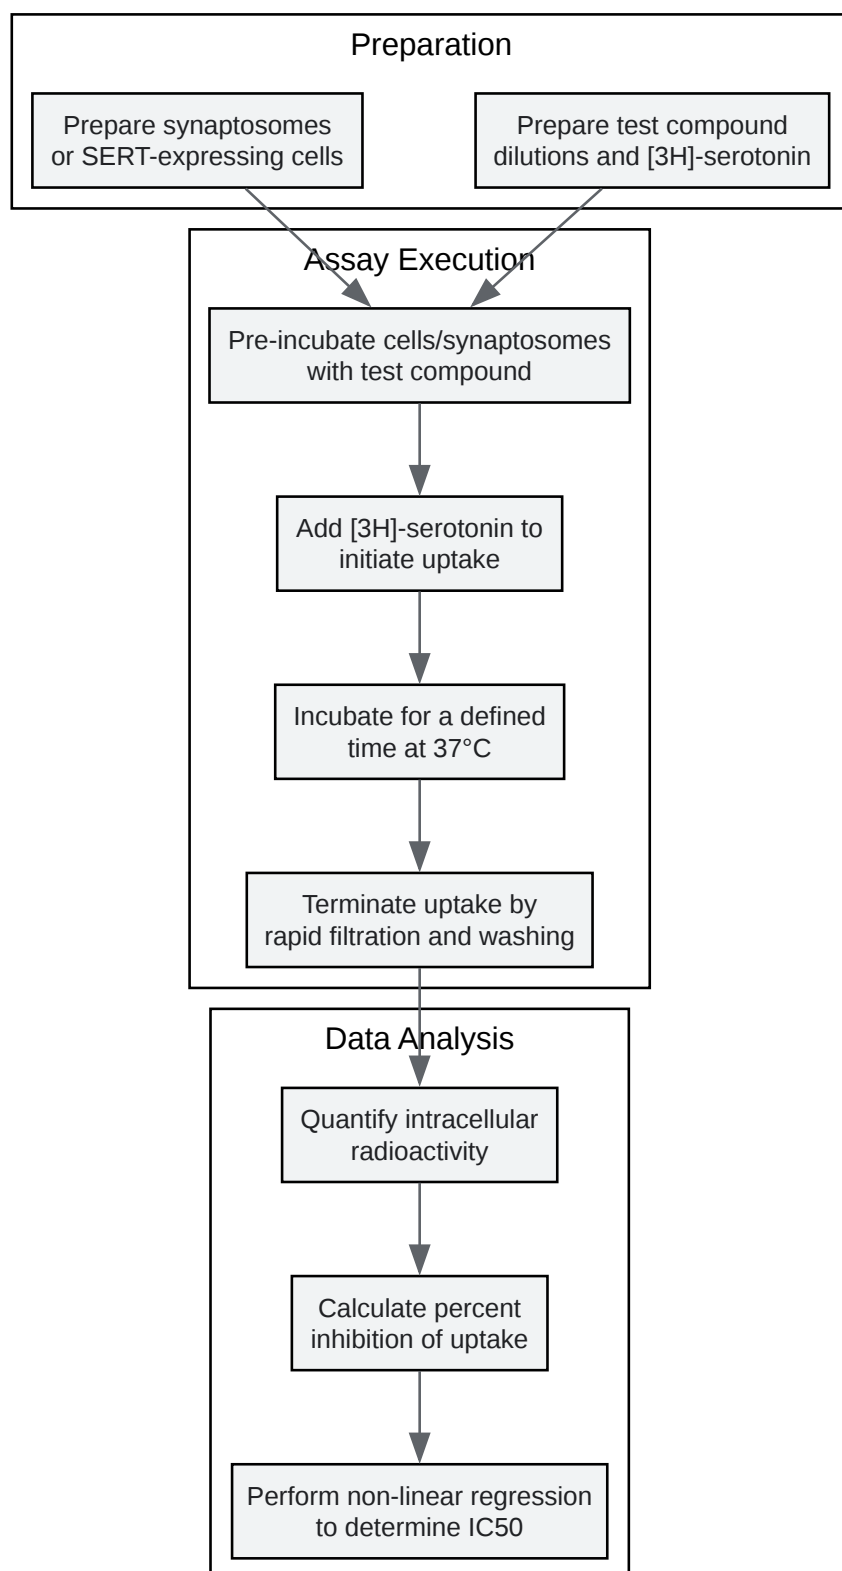 Preparation
Prepare synaptosomes
or SERT-expressing cells
Prepare test compound
dilutions and [3H]-serotonin
Assay Execution
Pre-incubate cells/synaptosomes
with test compound
Add [3H]-serotonin to
initiate uptake
Incubate for a defined
time at 37°C
Terminate uptake by
rapid filtration and washing
Data Analysis
Quantify intracellular
radioactivity
Calculate percent
inhibition of uptake
Perform non-linear regression
to determine IC50